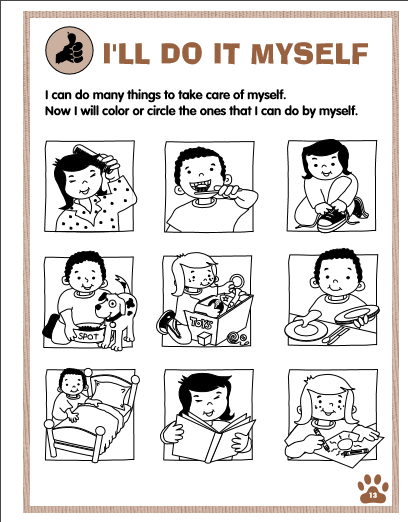 I'LL DO IT MYSELF
I can do many things to take care of myself.
Now I will color or circle the ones that I can do by myself.
SPOT
TOYS
13